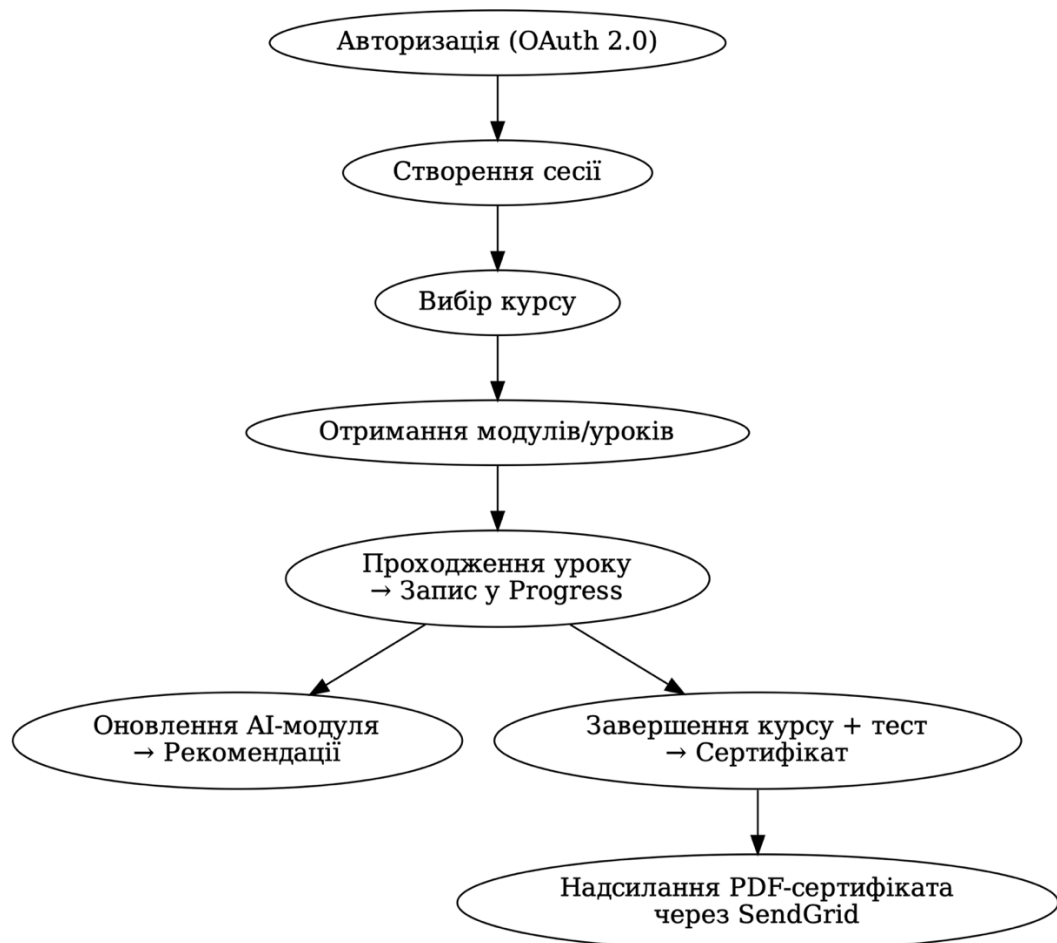 Авторизація (OAuth 2.0)
Створення сесії
Вибір курсу
Отримання модулів/уроків
Проходження уроку
→ Запис у Progress
Оновлення AI-модуля
→ Рекомендації
Завершення курсу + тест
→ Сертифікат
Надсилання PDF-сертифіката
через SendGrid